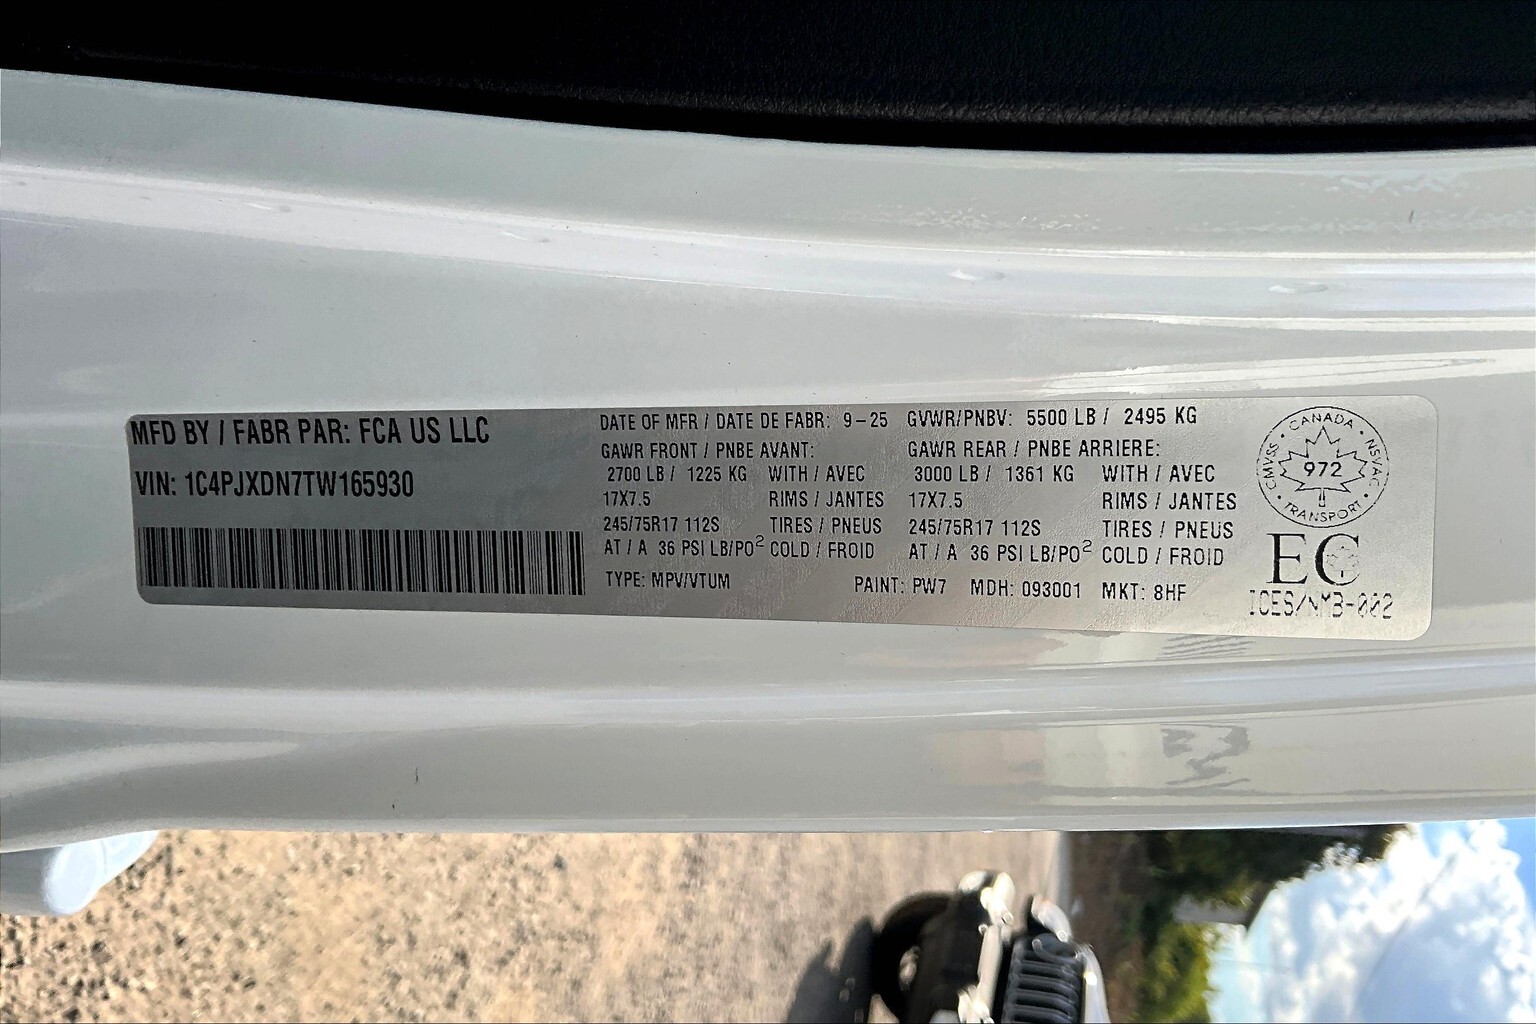 MFD BY / FABR PAR: FCA US LLC
VIN: 1C4PJXDN7TW165930
DATE OF MFR / DATE DE FABR: 9-25 GVWR/PNBV: 5500 LB / 2495 KG
GAWR FRONT / PNBE AVANT: GAWR REAR / PNBE ARRIERE:
2700 LB / 1225 KG WITH / AVEC 3000 LB / 1361 KG WITH / AVEC
17X7.5 RIMS / JANTES 17X7.5 RIMS / JANTES
245/75R17 112S TIRES / PNEUS 245/75R17 112S TIRES / PNEUS
AT / A 36 PSI LB/PO² COLD / FROID AT / A 36 PSI LB/PO² COLD / FROID
TYPE: MPV/VTUM PAINT: PW7 MDH: 093001 MKT: 8HF
CMVSS · CANADA · NSVAC · TRANSPORT ·
972
EC
ICES/NMB-002